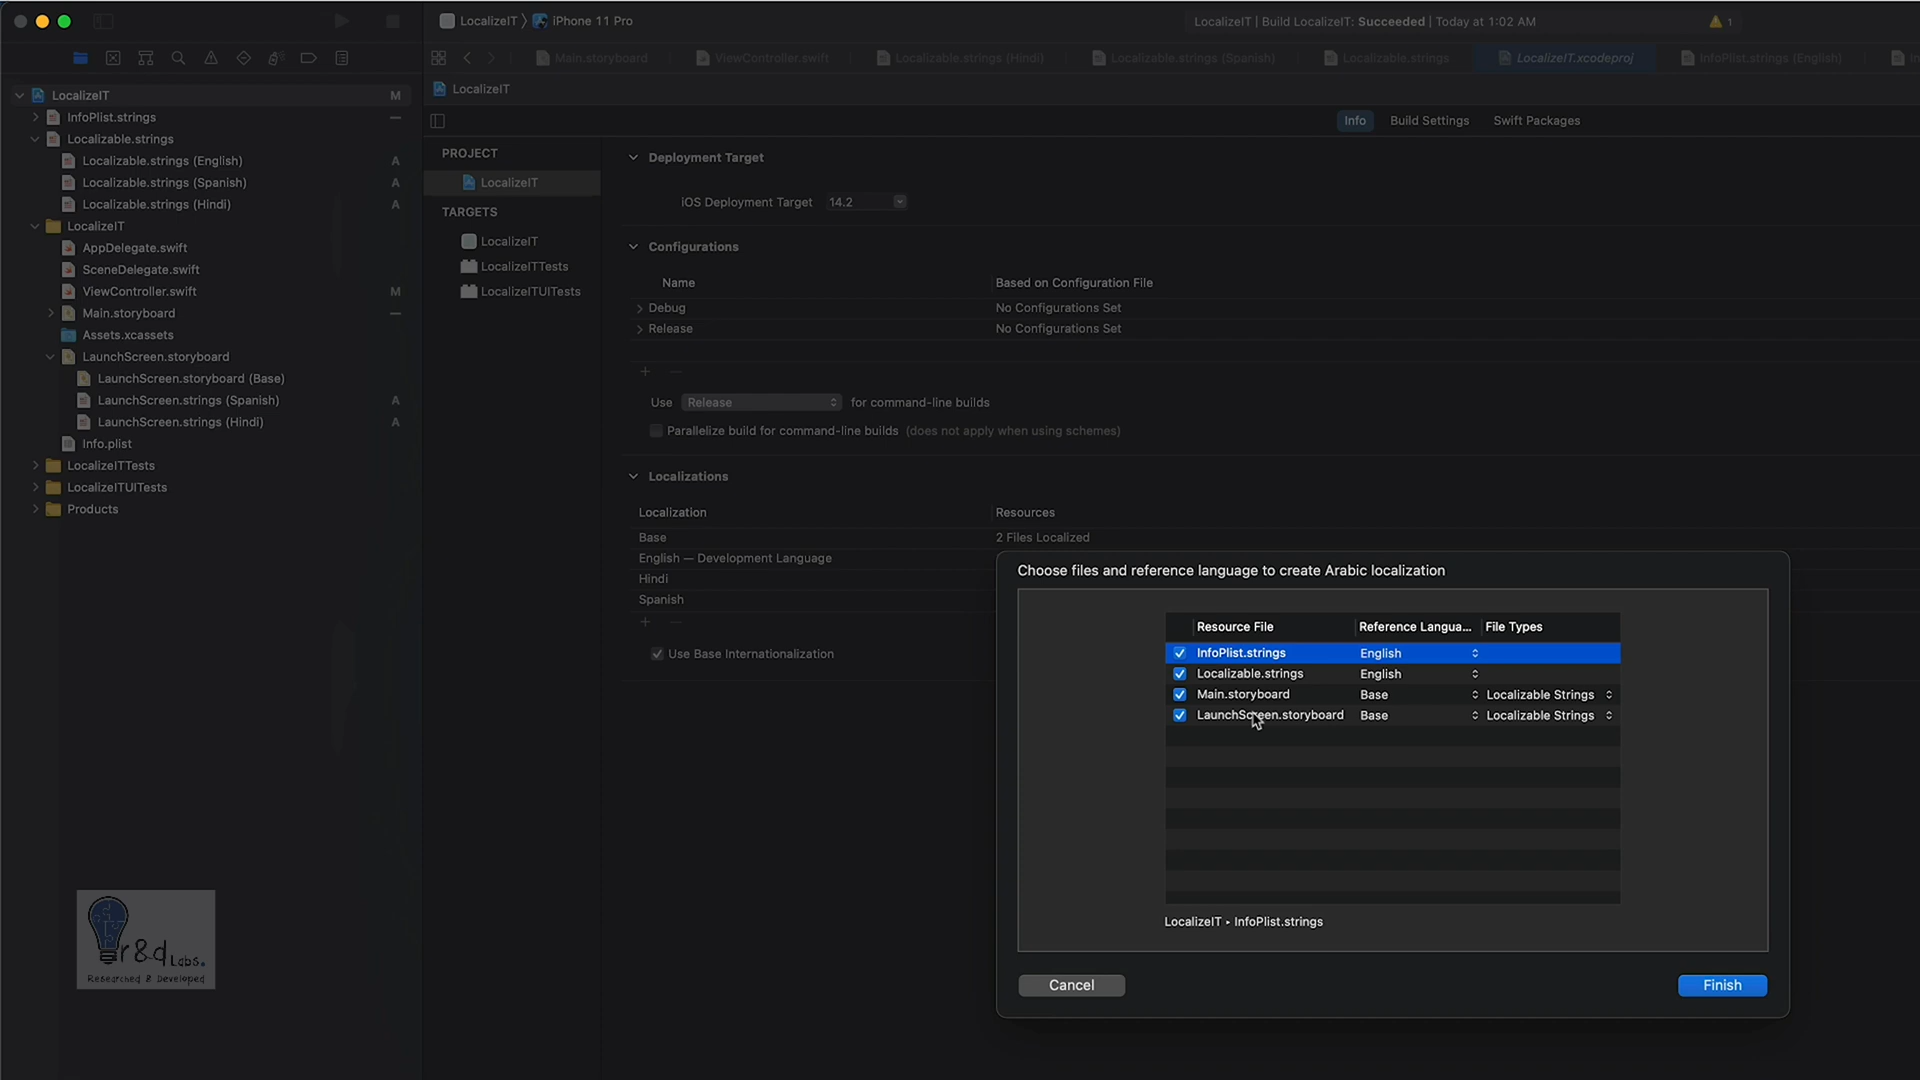 LocalizeIT
iPhone 11 Pro
LocalizeIT | Build LocalizeIT: Succeeded | Today at 1:02 AM
1
Main.storyboard
ViewController.swift
Localizable.strings (Hindi)
Localizable.strings (Spanish)
Localizable.strings
LocalizeIT.xcodeproj
InfoPlist.strings (English)
In
LocalizeIT
M
InfoPlist.strings
Localizable.strings
Localizable.strings (English)
A
Localizable.strings (Spanish)
A
Localizable.strings (Hindi)
A
LocalizeIT
AppDelegate.swift
SceneDelegate.swift
ViewController.swift
M
Main.storyboard
Assets.xcassets
LaunchScreen.storyboard
LaunchScreen.storyboard (Base)
LaunchScreen.strings (Spanish)
A
LaunchScreen.strings (Hindi)
A
Info.plist
LocalizeITTests
LocalizeITUITests
Products
LocalizeIT
Info
Build Settings
Swift Packages
PROJECT
LocalizeIT
TARGETS
LocalizeIT
LocalizeITTests
LocalizeITUITests
Deployment Target
iOS Deployment Target 14.2
Configurations
Name
Based on Configuration File
Debug
No Configurations Set
Release
No Configurations Set
Use Release for command-line builds
Parallelize build for command-line builds (does not apply when using schemes)
Localizations
Localization
Resources
Base
2 Files Localized
English — Development Language
Hindi
Spanish
Use Base Internationalization
Choose files and reference language to create Arabic localization
Resource File
Reference Langua...
File Types
InfoPlist.strings
English
Localizable.strings
English
Main.storyboard
Base
Localizable Strings
LaunchScreen.storyboard
Base
Localizable Strings
LocalizeIT ▸ InfoPlist.strings
Cancel
Finish
r&d Labs.
Researched & Developed